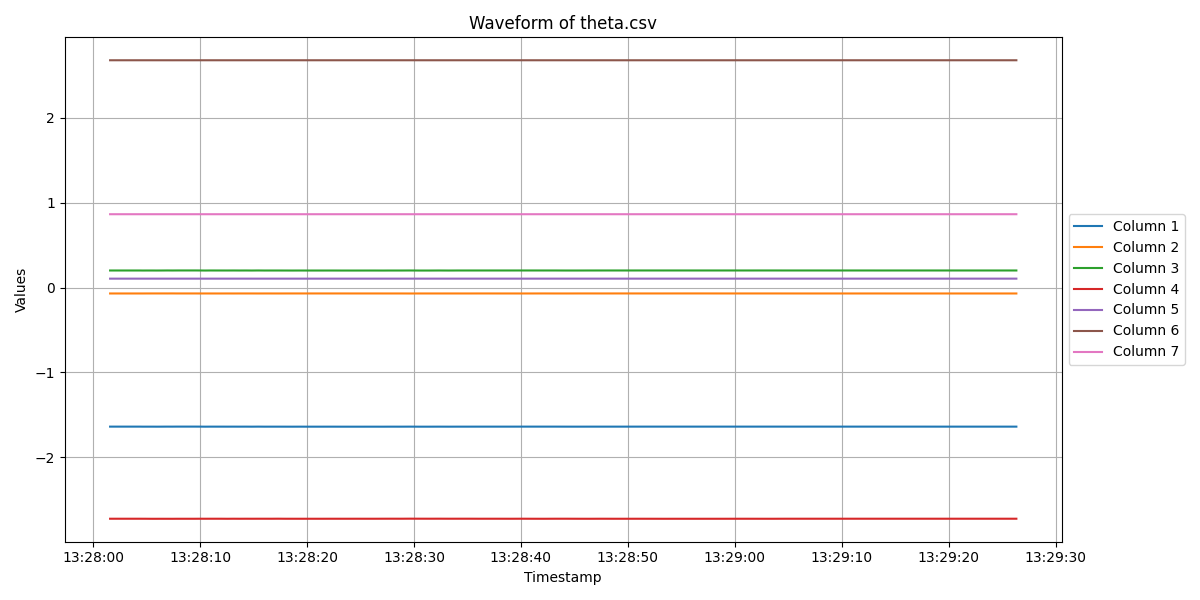 Waveform of theta.csv
Values
2
1
0
−1
−2
13:28:00 13:28:10 13:28:20 13:28:30 13:28:40 13:28:50 13:29:00 13:29:10 13:29:20 13:29:30
Timestamp
Column 1
Column 2
Column 3
Column 4
Column 5
Column 6
Column 7